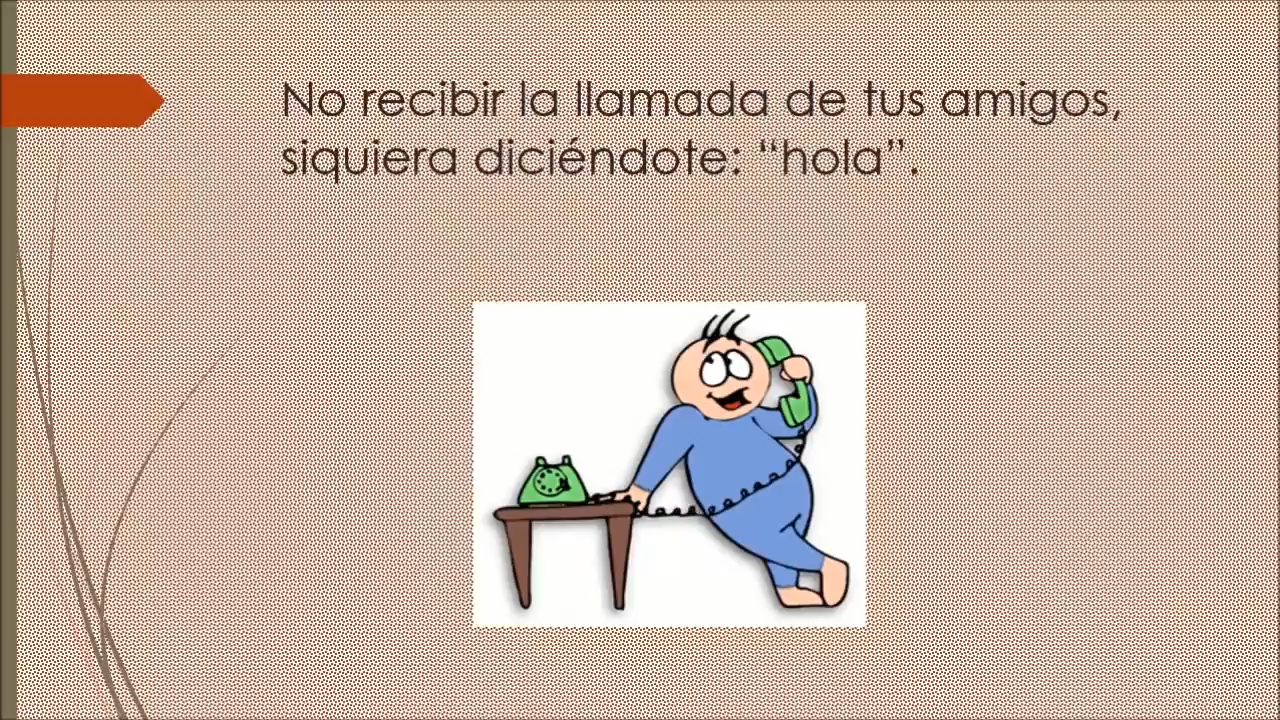 No recibir la llamada de tus amigos,
siquiera diciéndote: “hola”.